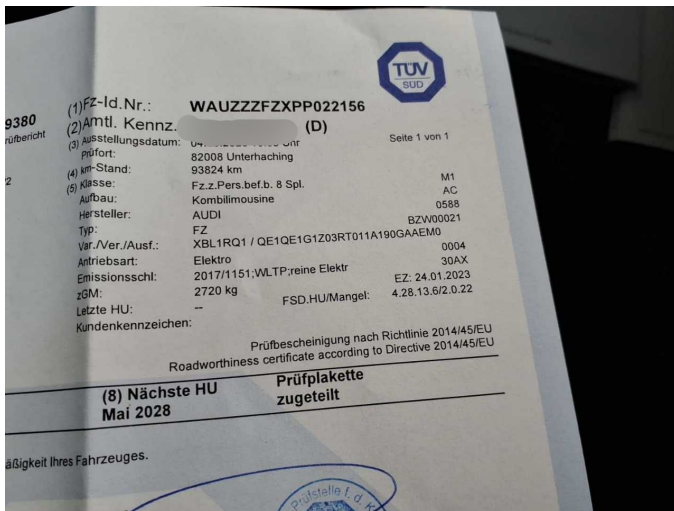 TÜV
SÜD
9380
rüfbericht
2
(1)Fz-Id.Nr.: WAUZZZFZXPP022156
(2)Amtl. Kennz. (D)
(3) Ausstellungsdatum: Uhr Seite 1 von 1
Prüfort: 82008 Unterhaching
(4) km-Stand: 93824 km
(5) Klasse: Fz.z.Pers.bef.b. 8 Spl. M1
Aufbau: Kombilimousine AC
Hersteller: AUDI 0588
Typ: FZ BZW00021
Var./Ver./Ausf.: XBL1RQ1 / QE1QE1G1Z03RT011A190GAAEM0
Antriebsart: Elektro 0004
Emissionsschl: 2017/1151;WLTP;reine Elektr 30AX
zGM: 2720 kg EZ: 24.01.2023
Letzte HU: -- FSD.HU/Mangel: 4.28.13.6/2.0.22
Kundenkennzeichen:
Prüfbescheinigung nach Richtlinie 2014/45/EU
Roadworthiness certificate according to Directive 2014/45/EU
(8) Nächste HU Prüfplakette
Mai 2028 zugeteilt
äßigkeit Ihres Fahrzeuges.
Prüfstelle f. d. K